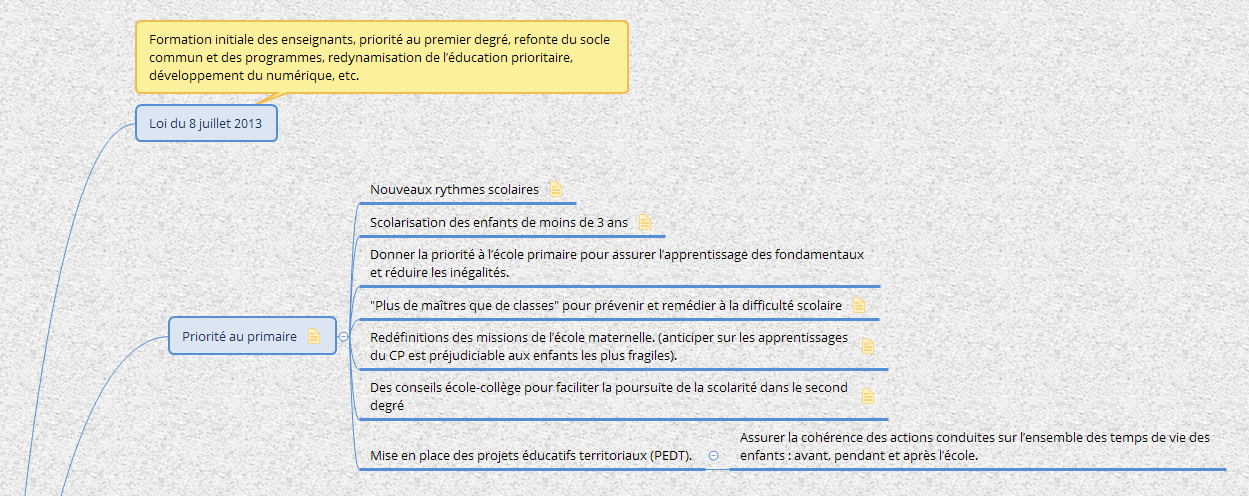 Formation initiale des enseignants, priorité au premier degré, refonte du socle
commun et des programmes, redynamisation de l'éducation prioritaire,
développement du numérique, etc.
Loi du 8 juillet 2013
Nouveaux rythmes scolaires
Scolarisation des enfants de moins de 3 ans
Donner la priorité à l'école primaire pour assurer l'apprentissage des fondamentaux
et réduire les inégalités.
"Plus de maîtres que de classes" pour prévenir et remédier à la difficulté scolaire
Priorité au primaire
Redéfinitions des missions de l'école maternelle. (anticiper sur les apprentissages
du CP est préjudiciable aux enfants les plus fragiles).
Des conseils école-collège pour faciliter la poursuite de la scolarité dans le second
degré
Mise en place des projets éducatifs territoriaux (PEDT).
Assurer la cohérence des actions conduites sur l'ensemble des temps de vie des
enfants : avant, pendant et après l'école.